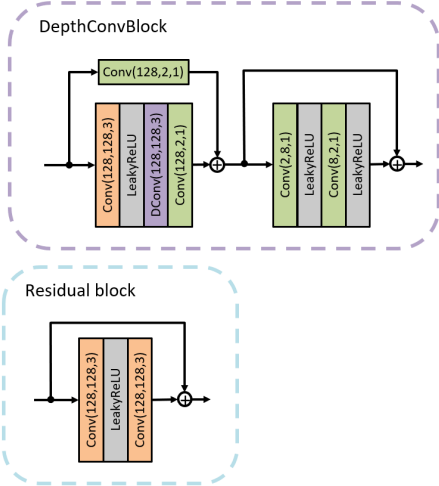 DepthConvBlock
Conv(128,2,1)
Conv(128,128,3)
LeakyReLU
DConv(128,128,3)
Conv(128,2,1)
Conv(2,8,1)
LeakyReLU
Conv(8,2,1)
LeakyReLU
Residual block
Conv(128,128,3)
LeakyReLU
Conv(128,128,3)